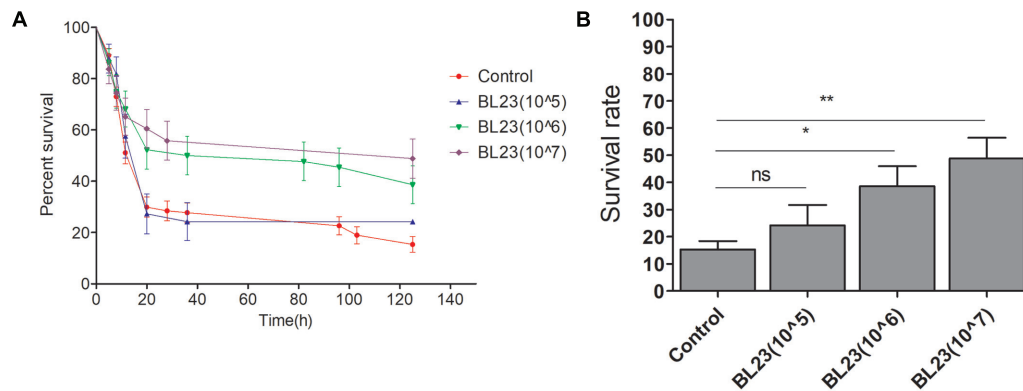 A
Percent survival
100
80
60
40
20
0
0 20 40 60 80 100 120 140
Time(h)
Control
BL23(10^5)
BL23(10^6)
BL23(10^7)
B
Survival rate
100
90
80
70
60
50
40
30
20
10
0
**
*
ns
Control
BL23(10^5)
BL23(10^6)
BL23(10^7)